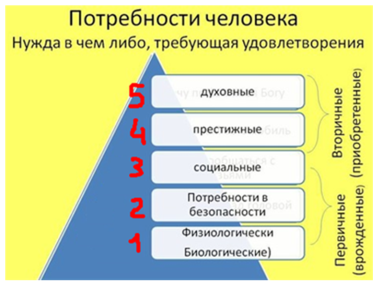 Потребности человека
Нужда в чем либо, требующая удовлетворения
5 духовные
4 престижные
3 социальные
2 Потребности в
безопасности
1 Физиологически
Биологические)
Вторичные
(приобретенные)
Первичные
(врожденные)